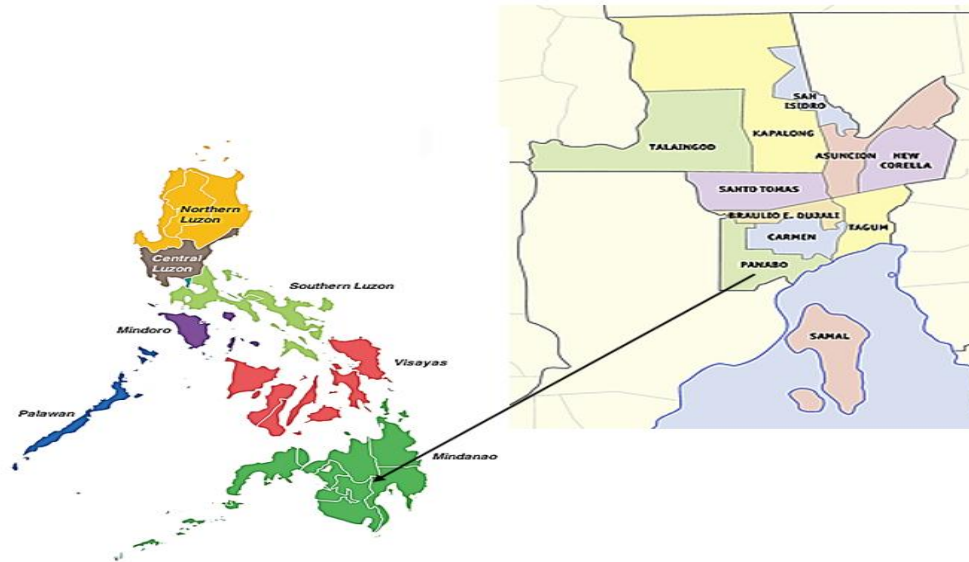 Northern
Luzon
Central
Luzon
Southern Luzon
Mindoro
Visayas
Palawan
Mindanao
SAN
ISIDRO
TALAINGOD
KAPALONG
ASUNCION
NEW
CORELLA
SANTO TOMAS
BRAULIO E. DUJALI
CARMEN
TAGUM
PANABO
SAMAL